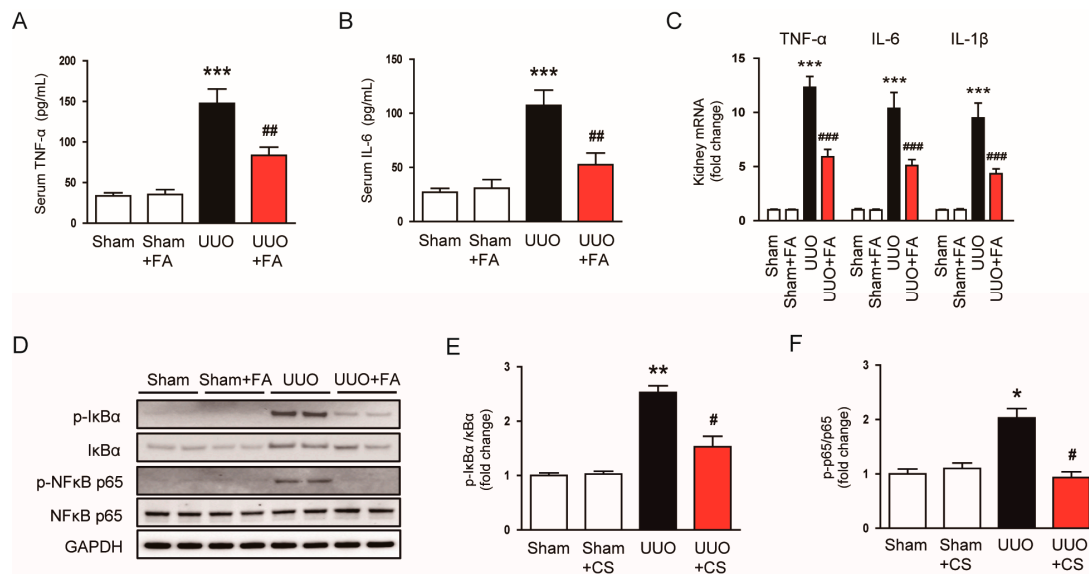 A
Serum TNF-α (pg/mL)
200
150
100
50
0
***
##
Sham
Sham
+FA
UUO
UUO
+FA
B
Serum IL-6 (pg/mL)
150
100
50
0
***
##
Sham
Sham
+FA
UUO
UUO
+FA
C
TNF-α IL-6 IL-1β
Kidney mRNA
(fold change)
15
10
5
0
***
###
***
###
***
###
Sham
Sham+FA
UUO
UUO+FA
Sham
Sham+FA
UUO
UUO+FA
Sham
Sham+FA
UUO
UUO+FA
D
Sham Sham+FA UUO UUO+FA
p-IκBα
IκBα
p-NFκB p65
NFκB p65
GAPDH
E
p-IκBα /κBα
(fold change)
3
2
1
0
**
#
Sham
Sham
+CS
UUO
UUO
+CS
F
p-p65/p65
(fold change)
3
2
1
0
*
#
Sham
Sham
+CS
UUO
UUO
+CS